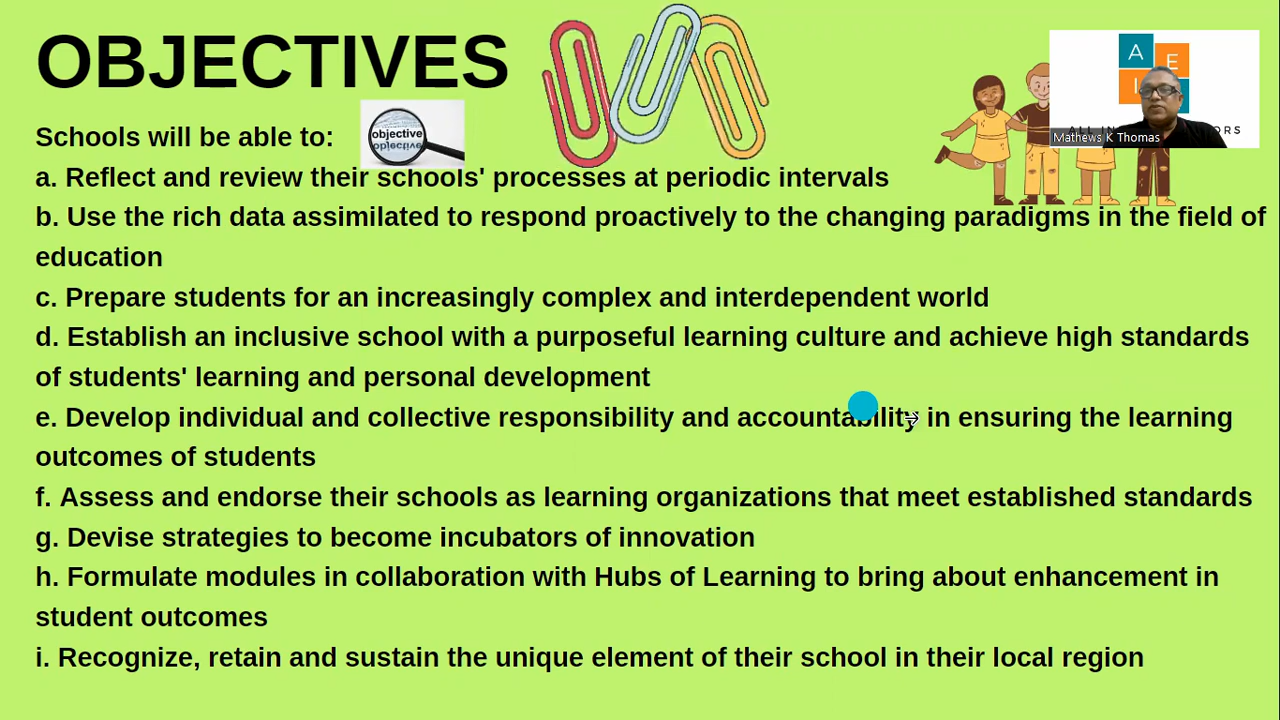 OBJECTIVES
A
E
I
Mathews K Thomas
objective
Schools will be able to:
a. Reflect and review their schools' processes at periodic intervals
b. Use the rich data assimilated to respond proactively to the changing paradigms in the field of
education
c. Prepare students for an increasingly complex and interdependent world
d. Establish an inclusive school with a purposeful learning culture and achieve high standards
of students' learning and personal development
e. Develop individual and collective responsibility and accountability in ensuring the learning
outcomes of students
f. Assess and endorse their schools as learning organizations that meet established standards
g. Devise strategies to become incubators of innovation
h. Formulate modules in collaboration with Hubs of Learning to bring about enhancement in
student outcomes
i. Recognize, retain and sustain the unique element of their school in their local region